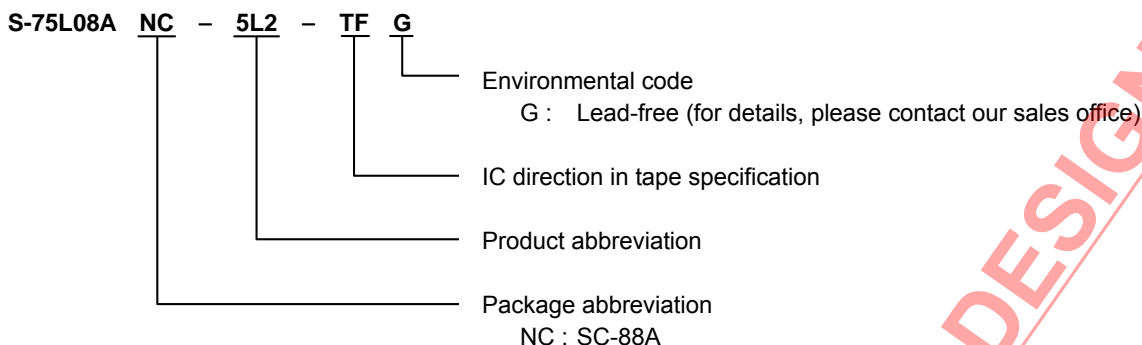 S-75L08A NC – 5L2 – TF G
Environmental code
G : Lead-free (for details, please contact our sales office)
IC direction in tape specification
Product abbreviation
Package abbreviation
NC : SC-88A
DESIGN